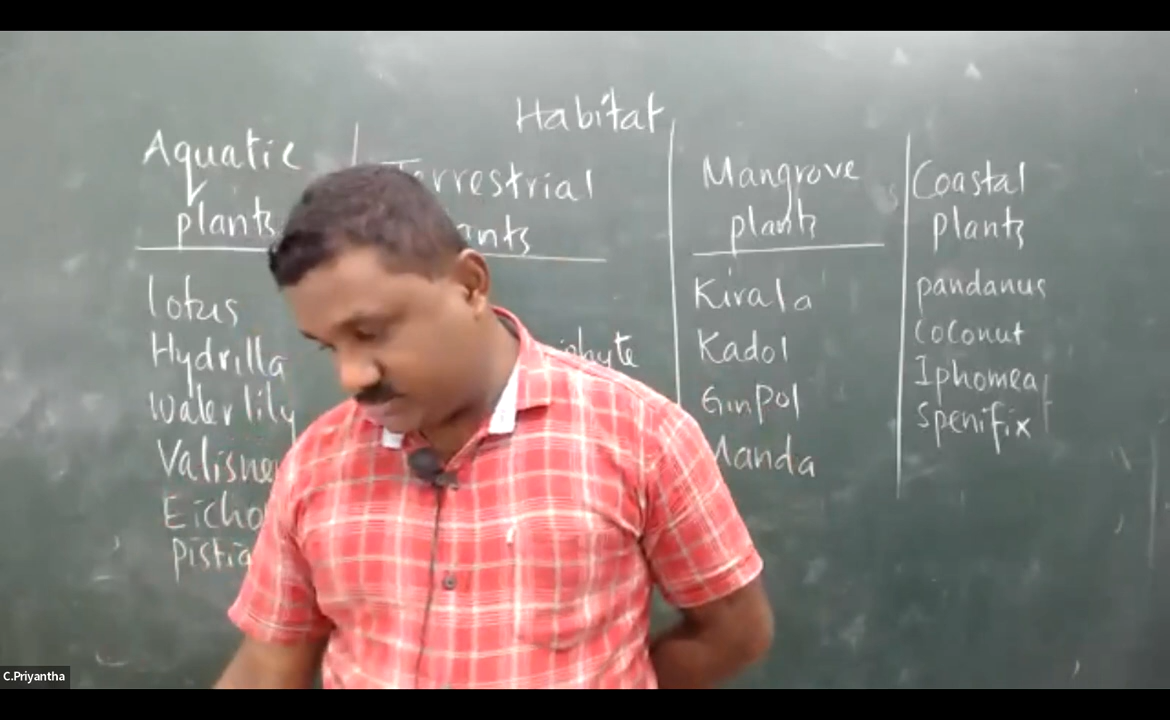 Habitat
Aquatic
plants
Terrestrial
Mangrove
plants
Coastal
plants
lotus
Hydrilla
Water lily
Kirala
Kadol
GinPol
pandanus
Coconut
Iphomea
Spenifix
C.Priyantha